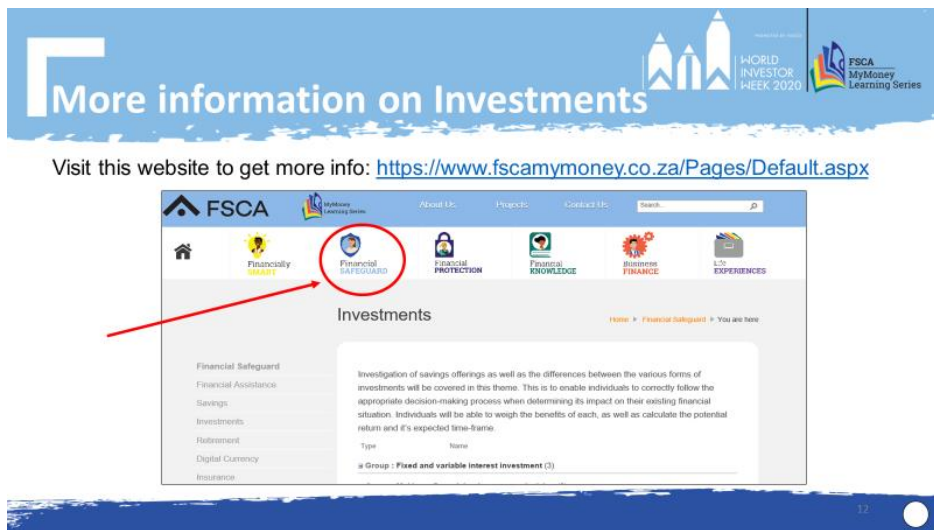 WORLD
INVESTOR
WEEK 2020
FSCA
MyMoney
Learning Series
More information on Investments
Visit this website to get more info: https://www.fscamymoney.co.za/Pages/Default.aspx
FSCA
MyMoney
Learning Series
About Us
Projects
Contact Us
Search...
Financially
SMART
Financial
SAFEGUARD
Financial
PROTECTION
Financial
KNOWLEDGE
Business
FINANCE
Life
EXPERIENCES
Investments
Home ▶ Financial Safeguard ▶ You are here
Financial Safeguard
Financial Assistance
Savings
Investments
Retirement
Digital Currency
Insurance
Investigation of savings offerings as well as the differences between the various forms of
investments will be covered in this theme. This is to enable individuals to correctly follow the
appropriate decision-making process when determining its impact on their existing financial
situation. Individuals will be able to weigh the benefits of each, as well as calculate the potential
return and it's expected time-frame.
Type Name
Group : Fixed and variable interest investment (3)
12